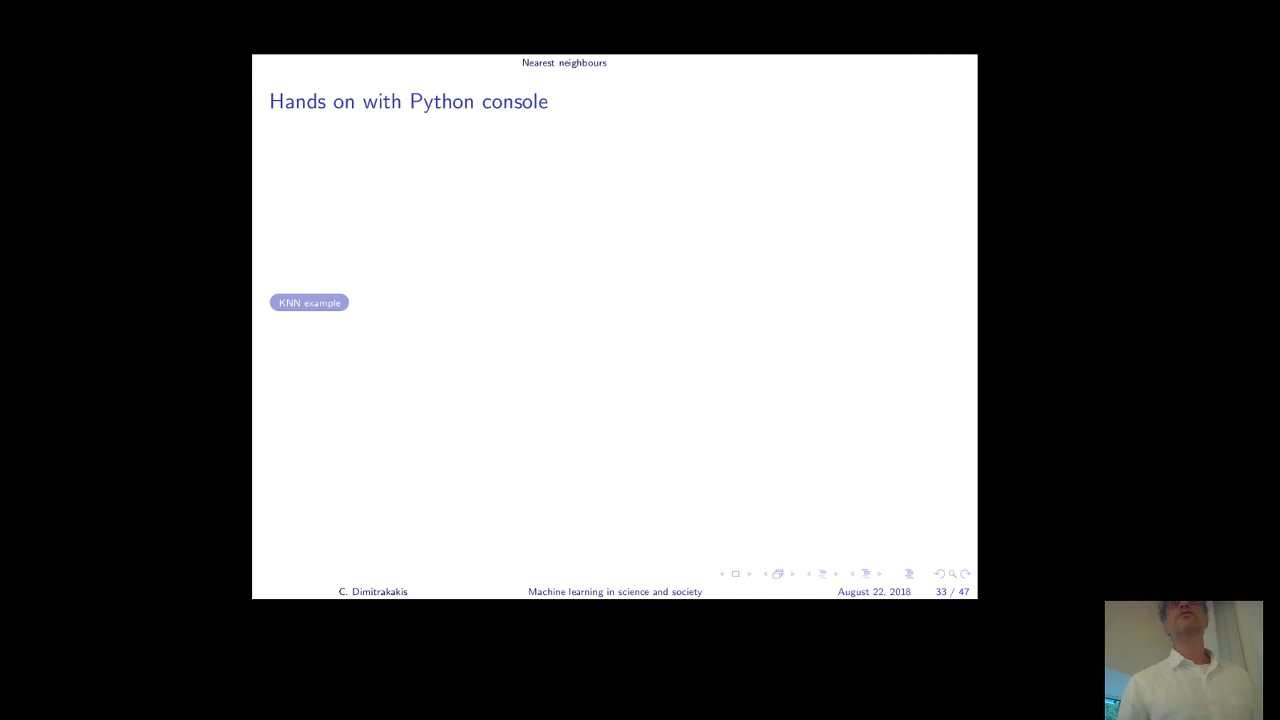 Nearest neighbours
Hands on with Python console
KNN example
C. Dimitrakakis
Machine learning in science and society
August 22, 2018
33 / 47